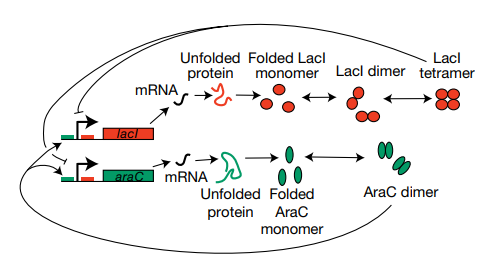 Unfolded
protein
Folded LacI
monomer
LacI dimer
LacI
tetramer
mRNA
lacI
araC
mRNA
Unfolded
protein
Folded
AraC
monomer
AraC dimer